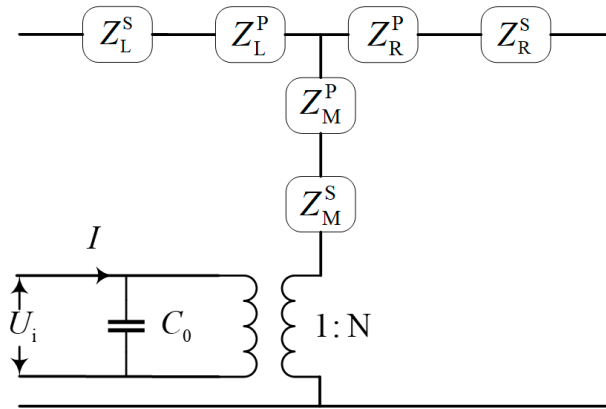 Z_L^S Z_L^P Z_R^P Z_R^S
Z_M^P
Z_M^S
I
U_i C_0 1:N